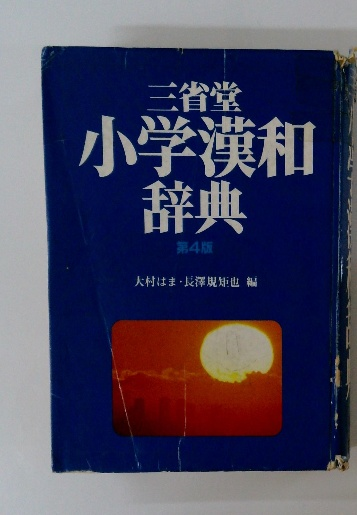 三省堂
小学漢和
辞典
第4版
大村はま・長澤規矩也 編